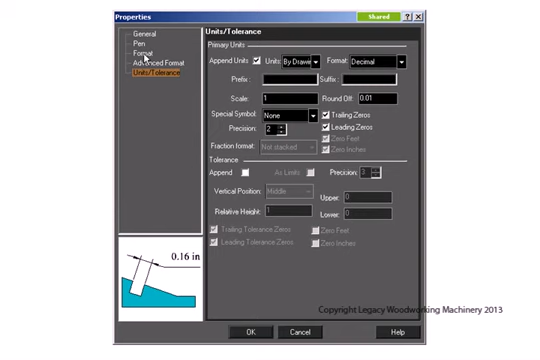 Properties
Shared
? X
General
Pen
Format
Advanced Format
Units/Tolerance
Units/Tolerance
Primary Units
Append Units Units: By Drawi Format: Decimal
Prefix : Suffix :
Scale: 1 Round Off: 0.01
Special Symbol: None Trailing Zeros
Precision: 2 Leading Zeros
Zero Feet
Fraction format: Not stacked Zero Inches
Tolerance
Append As Limits Precision: 3
Vertical Position: Middle Upper: 0
Relative Height: 1 Lower: 0
Trailing Tolerance Zeros Zero Feet
Leading Tolerance Zeros Zero Inches
0.16 in
Copyright Legacy Woodworking Machinery 2013
OK Cancel Help